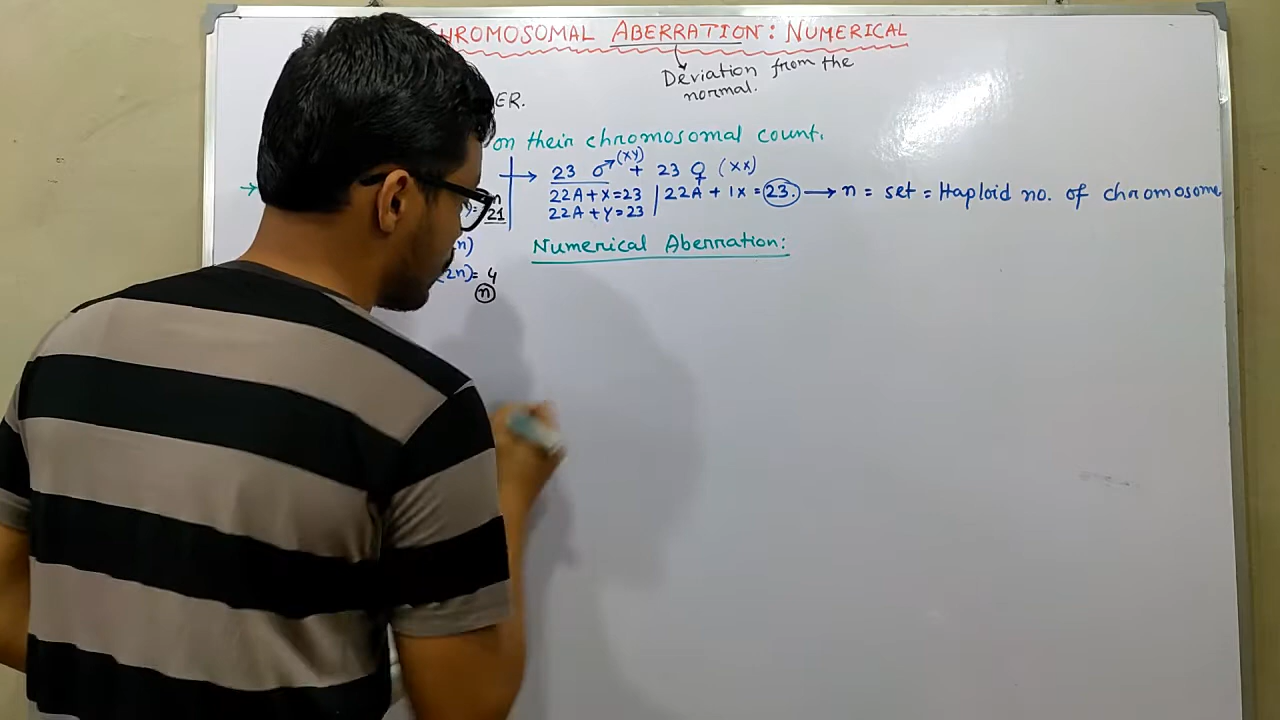 CHROMOSOMAL ABERRATION: NUMERICAL
Deviation from the
normal.
ER.
on their chromosomal count.
→
23 ♂ (XY) + 23 ♀ (XX)
22A+X=23 | 22A + 1X = 23. → n = set = Haploid no. of chromosome
22A+Y=23
21
n)
Numerical Aberration:
(2n)= 4
n